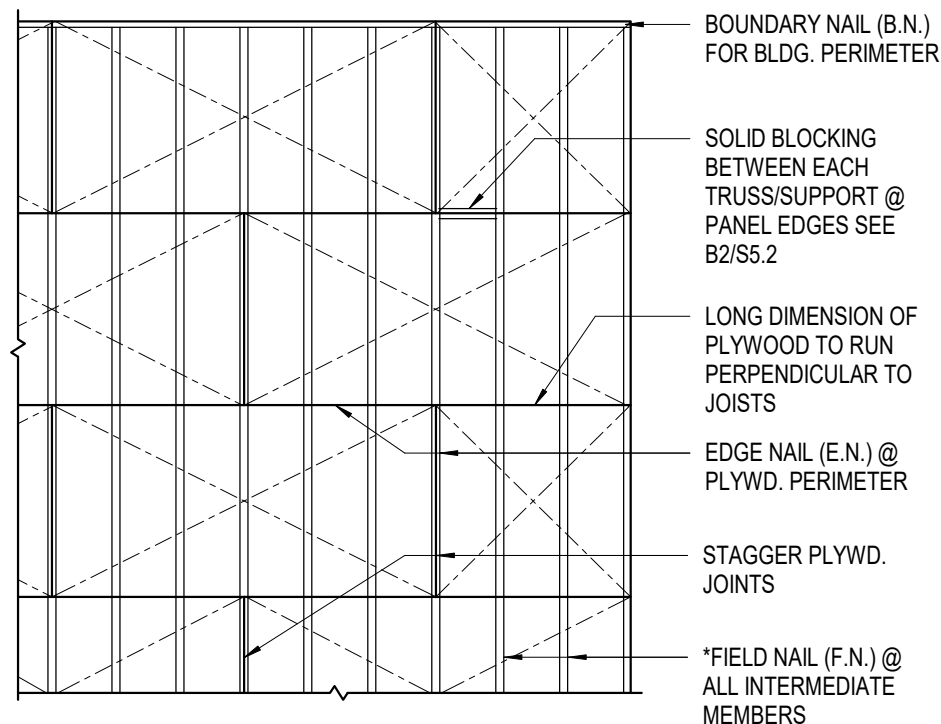 BOUNDARY NAIL (B.N.)
FOR BLDG. PERIMETER
SOLID BLOCKING
BETWEEN EACH
TRUSS/SUPPORT @
PANEL EDGES SEE
B2/S5.2
LONG DIMENSION OF
PLYWOOD TO RUN
PERPENDICULAR TO
JOISTS
EDGE NAIL (E.N.) @
PLYWD. PERIMETER
STAGGER PLYWD.
JOINTS
*FIELD NAIL (F.N.) @
ALL INTERMEDIATE
MEMBERS